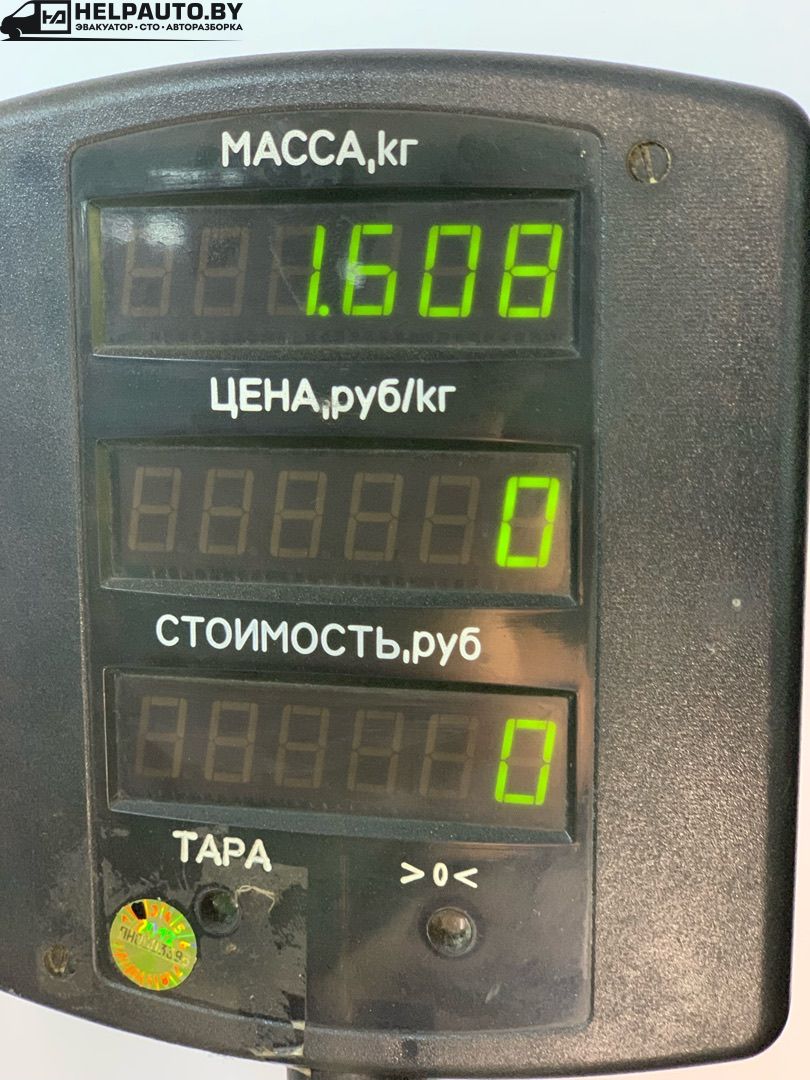 HELPAUTO.BY
ЭВАКУАТОР · СТО · АВТОРАЗБОРКА
МАССА,кг
1.608
ЦЕНА,руб/кг
0
СТОИМОСТЬ,руб
0
ТАРА
>0<